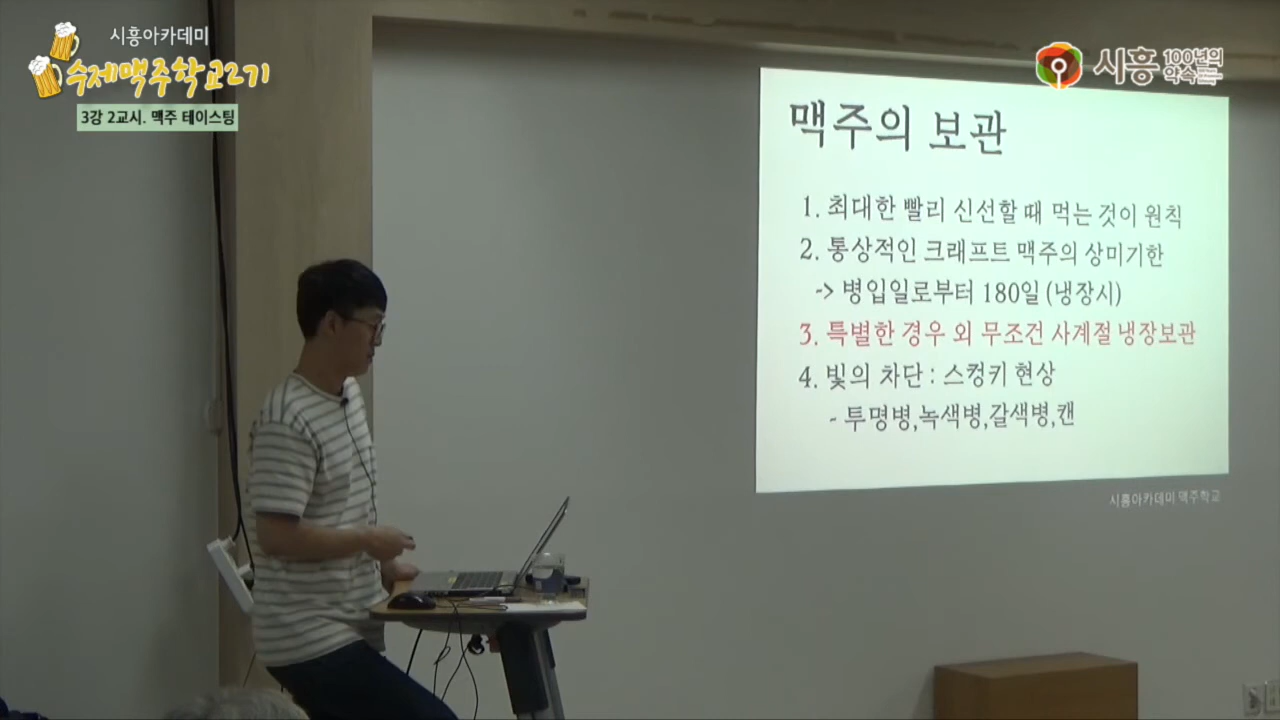 시흥아카데미
수제맥주학교2기
3강 2교시. 맥주 테이스팅
시흥 100년의 약속
맥주의 보관
1. 최대한 빨리 신선할 때 먹는 것이 원칙
2. 통상적인 크래프트 맥주의 상미기한
-> 병입일로부터 180일 (냉장시)
3. 특별한 경우 외 무조건 사계절 냉장보관
4. 빛의 차단 : 스컹키 현상
- 투명병,녹색병,갈색병,캔
시흥아카데미 맥주학교